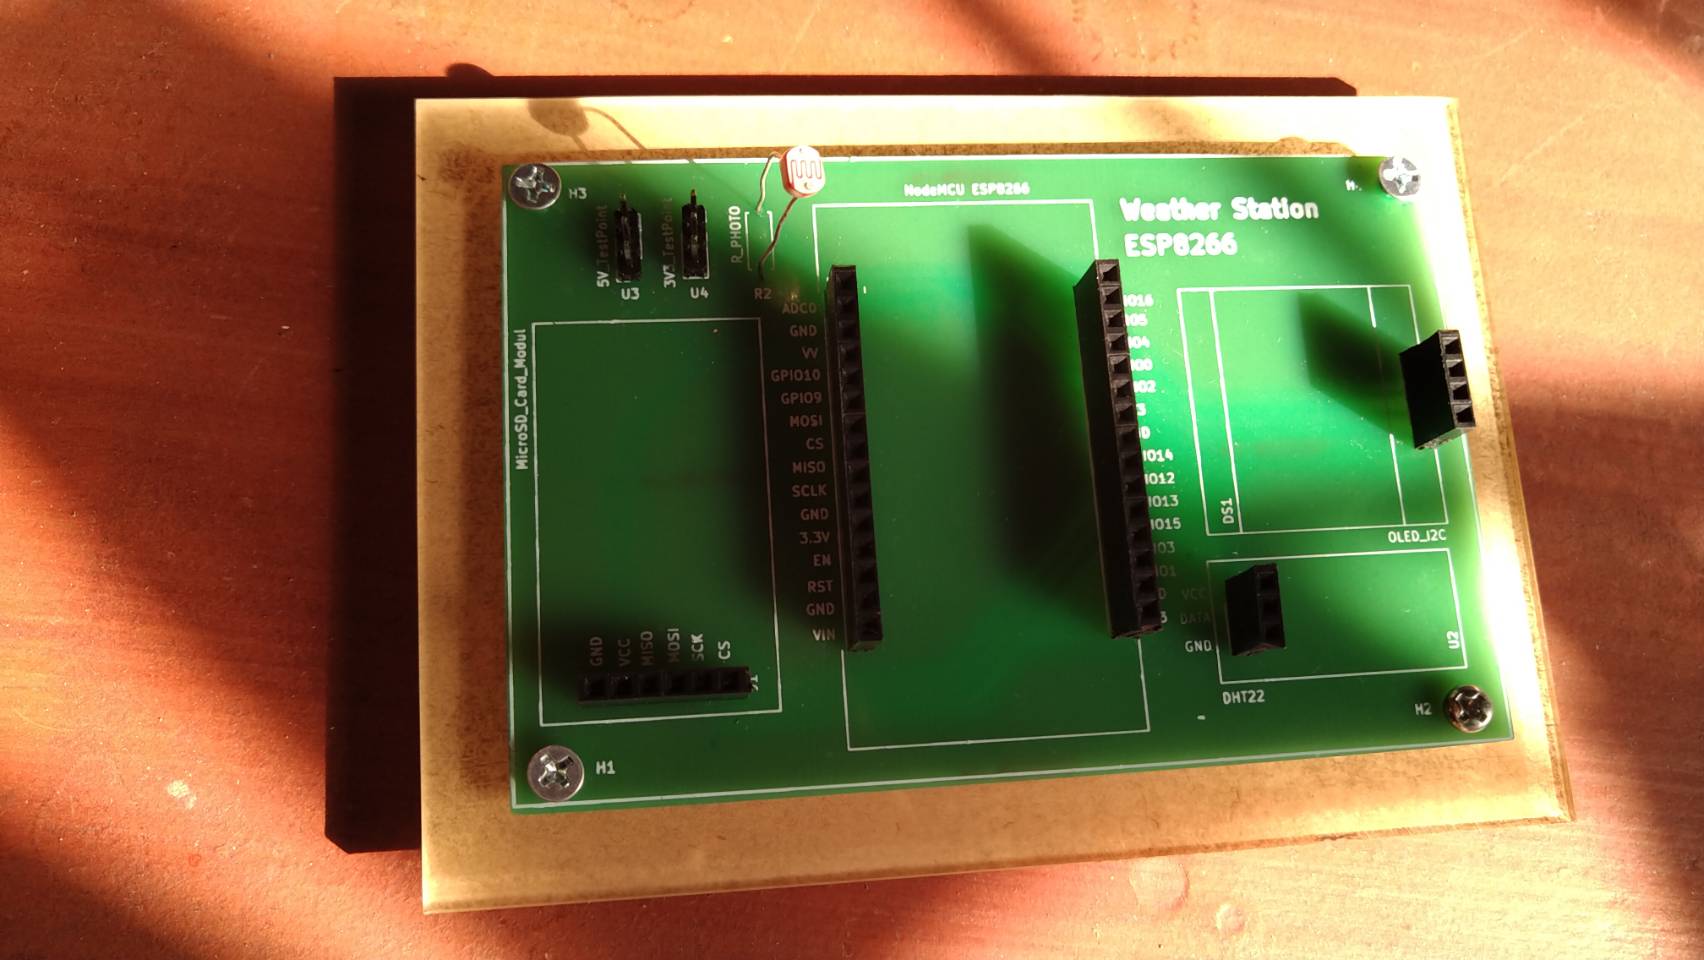 NodeMCU ESP8266
Weather Station
ESP8266
H3
5V_TestPoint
U3
3V3_TestPoint
U4
R_PHOTO
R2
MicroSD_Card_Modul
ADC0
GND
VV
GPIO10
GPIO9
MOSI
CS
MISO
SCLK
GND
3.3V
EN
RST
GND
VIN
GND
VCC
MISO
MOSI
SCK
CS
H1
DS1
OLED_I2C
VCC
DATA
GND
U2
DHT22
H2